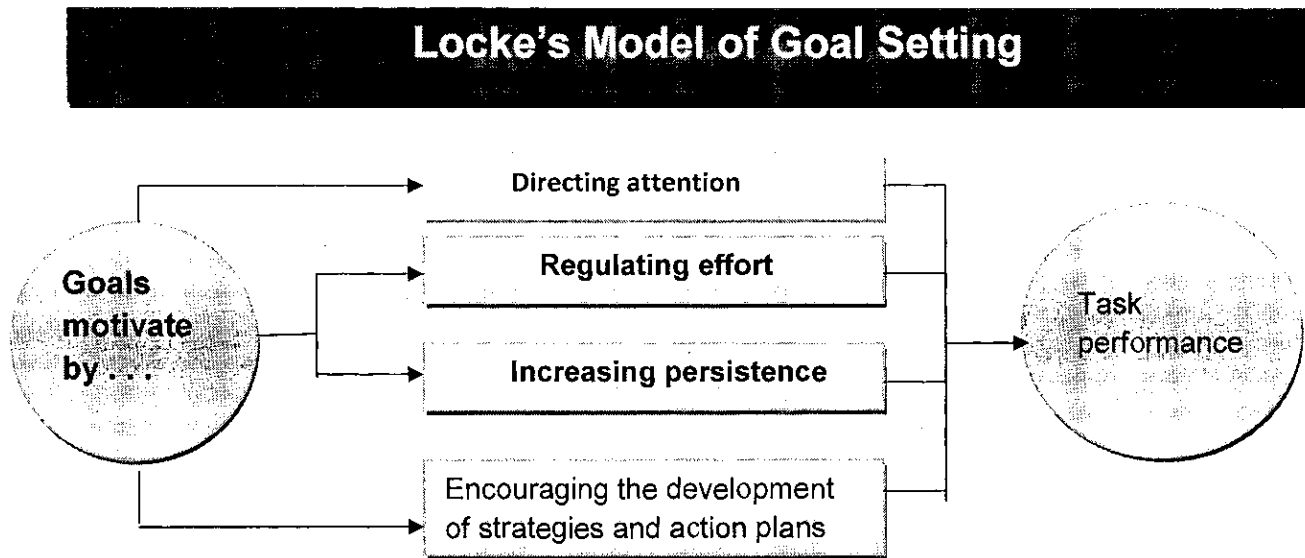 Locke's Model of Goal Setting
Directing attention
Regulating effort
Goals
motivate
by . . .
Increasing persistence
Task
performance
Encouraging the development
of strategies and action plans